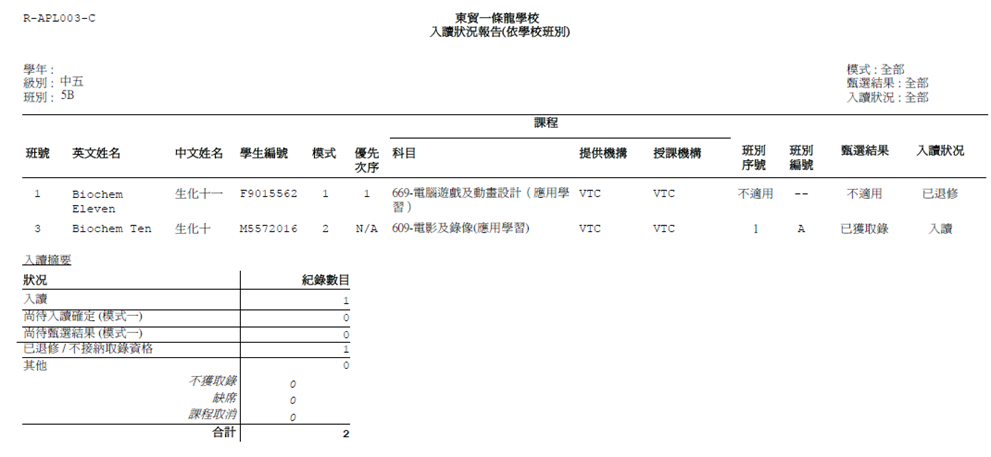 R-APL003-C
東貿一條龍學校
入讀狀況報告(依學校班別)
學年 :
級別 : 中五
班別 : 5B
模式 : 全部
甄選結果 : 全部
入讀狀況 : 全部
課程
班號 英文姓名 中文姓名 學生編號 模式 優先次序 科目 提供機構 授課機構 班別序號 班別編號 甄選結果 入讀狀況
1 Biochem Eleven 生化十一 F9015562 1 1 669-電腦遊戲及動畫設計 ( 應用學習 ) VTC VTC 不適用 -- 不適用 已退修
3 Biochem Ten 生化十 M5572016 2 N/A 609-電影及錄像(應用學習) VTC VTC 1 A 已獲取錄 入讀
入讀摘要
狀況 紀錄數目
入讀 1
尚待入讀確定 (模式一) 0
尚待甄選結果 (模式一) 0
已退修 / 不接納取錄資格 1
其他 0
不獲取錄 0
缺席 0
課程取消 0
合計 2